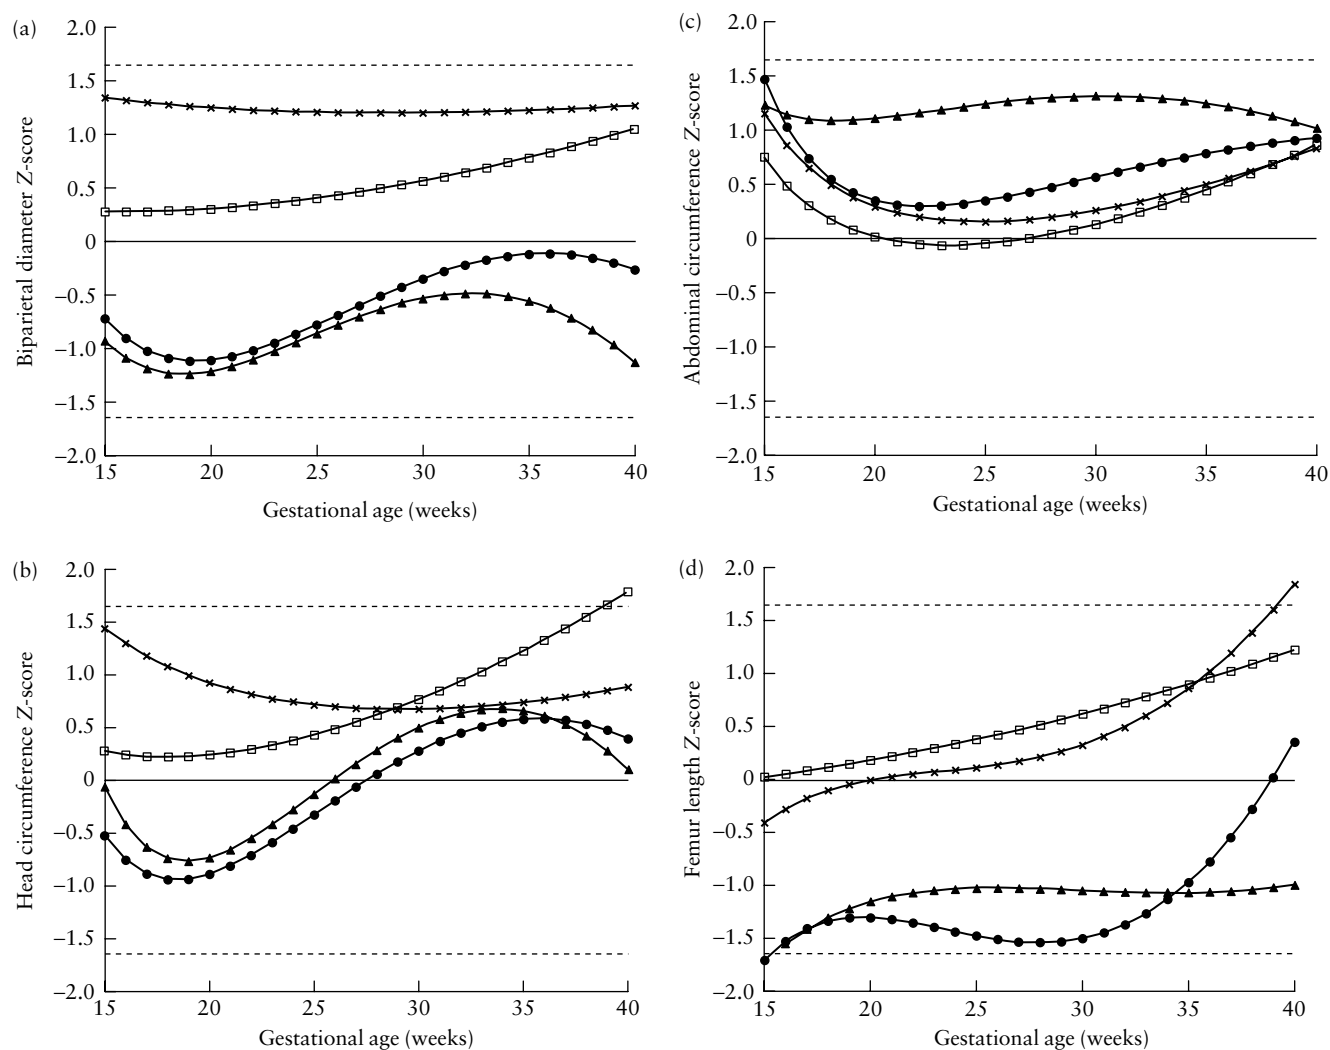 (a)
2.0
1.5
1.0
0.5
0
–0.5
–1.0
–1.5
–2.0
Biparietal diameter Z-score
15 20 25 30 35 40
Gestational age (weeks)
(c)
2.0
1.5
1.0
0.5
0
–0.5
–1.0
–1.5
–2.0
Abdominal circumference Z-score
15 20 25 30 35 40
Gestational age (weeks)
(b)
2.0
1.5
1.0
0.5
0
–0.5
–1.0
–1.5
–2.0
Head circumference Z-score
15 20 25 30 35 40
Gestational age (weeks)
(d)
2.0
1.5
1.0
0.5
0
–0.5
–1.0
–1.5
–2.0
Femur length Z-score
15 20 25 30 35 40
Gestational age (weeks)